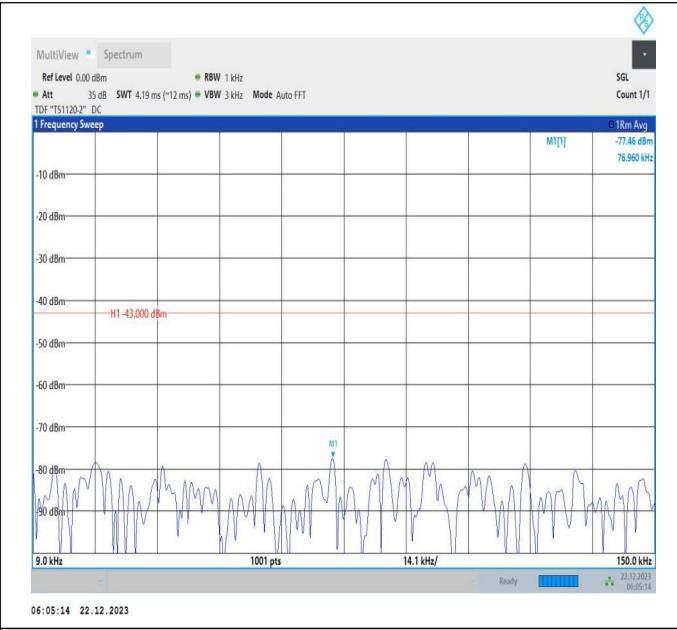 R S
MultiView Spectrum
Ref Level 0.00 dBm RBW 1 kHz SGL
Att 35 dB SWT 4.19 ms (~12 ms) VBW 3 kHz Mode Auto FFT Count 1/1
TDF "TS1120-2" DC
1 Frequency Sweep 1Rm Avg
M1[1] -77.46 dBm
76.960 kHz
-10 dBm
-20 dBm
-30 dBm
-40 dBm
H1 -43.000 dBm
-50 dBm
-60 dBm
-70 dBm
M1
-80 dBm
-90 dBm
9.0 kHz 1001 pts 14.1 kHz/ 150.0 kHz
Ready 22.12.2023
06:05:14
06:05:14 22.12.2023